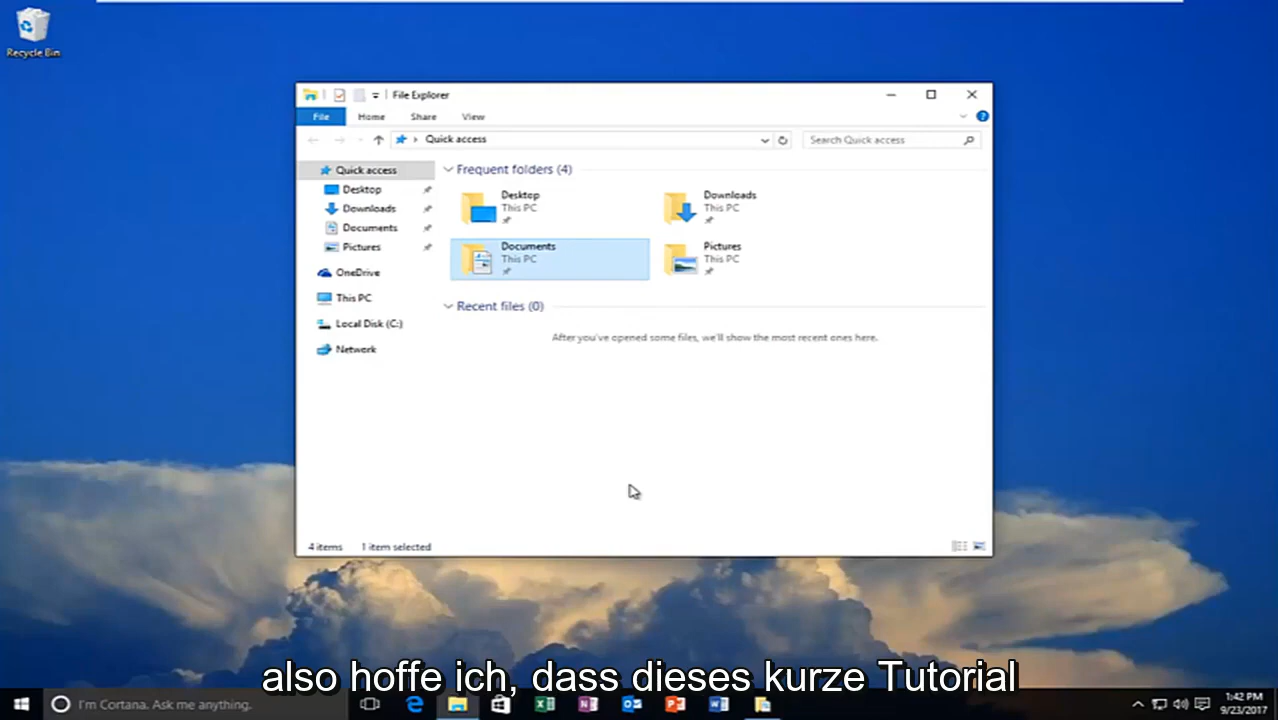 Recycle Bin
File Explorer
File Home Share View
Quick access
Search Quick access
Quick access
Desktop
Downloads
Documents
Pictures
OneDrive
This PC
Local Disk (C:)
Network
Frequent folders (4)
Desktop
This PC
Downloads
This PC
Documents
This PC
Pictures
This PC
Recent files (0)
After you've opened some files, we'll show the most recent ones here.
4 items 1 item selected
also hoffe ich, dass dieses kurze Tutorial
I'm Cortana. Ask me anything.
1:42 PM
9/23/2017